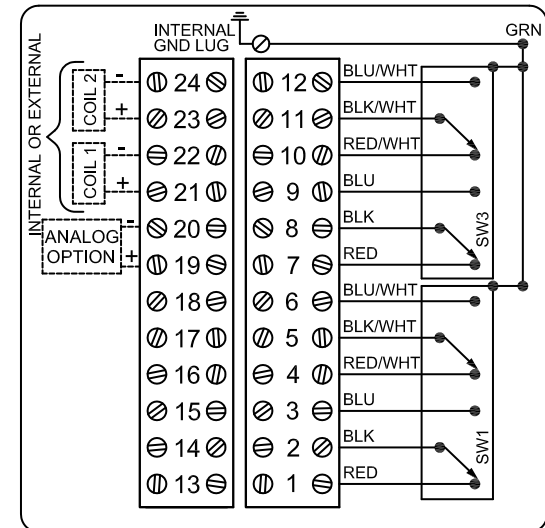 INTERNAL
GND LUG
GRN
INTERNAL OR EXTERNAL
COIL 2
-
+
COIL 1
-
+
ANALOG
OPTION
-
+
24
23
22
21
20
19
18
17
16
15
14
13
12 BLU/WHT
11 BLK/WHT
10 RED/WHT
9 BLU
8 BLK
7 RED
SW3
6 BLU/WHT
5 BLK/WHT
4 RED/WHT
3 BLU
2 BLK
1 RED
SW1